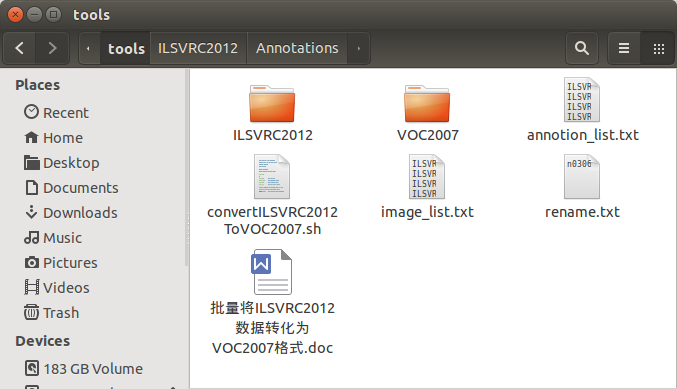 tools
tools ILSVRC2012 Annotations
Places
Recent
Home
Desktop
Documents
Downloads
Music
Pictures
Videos
Trash
Devices
183 GB Volume
ILSVRC2012
VOC2007
ILSVR
ILSVR
ILSVR
ILSVR
annotion_list.txt
convertILSVRC2012
ToVOC2007.sh
ILSVR
ILSVR
ILSVR
ILSVR
image_list.txt
n0306
rename.txt
W
批量将ILSVRC2012
数据转化为
VOC2007格式.doc